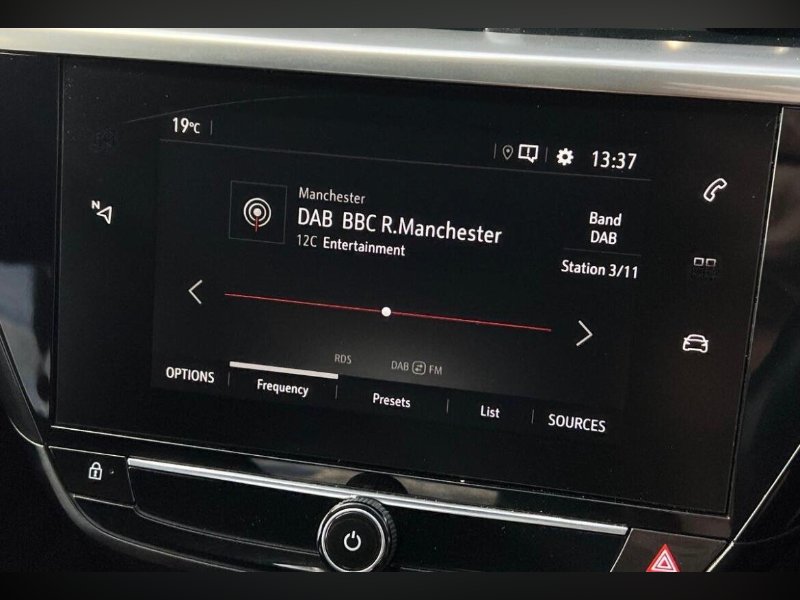 19°C
13:37
N
Manchester
DAB BBC R.Manchester
12C Entertainment
Band
DAB
Station 3/11
RDS
DAB FM
OPTIONS
Frequency
Presets
List
SOURCES